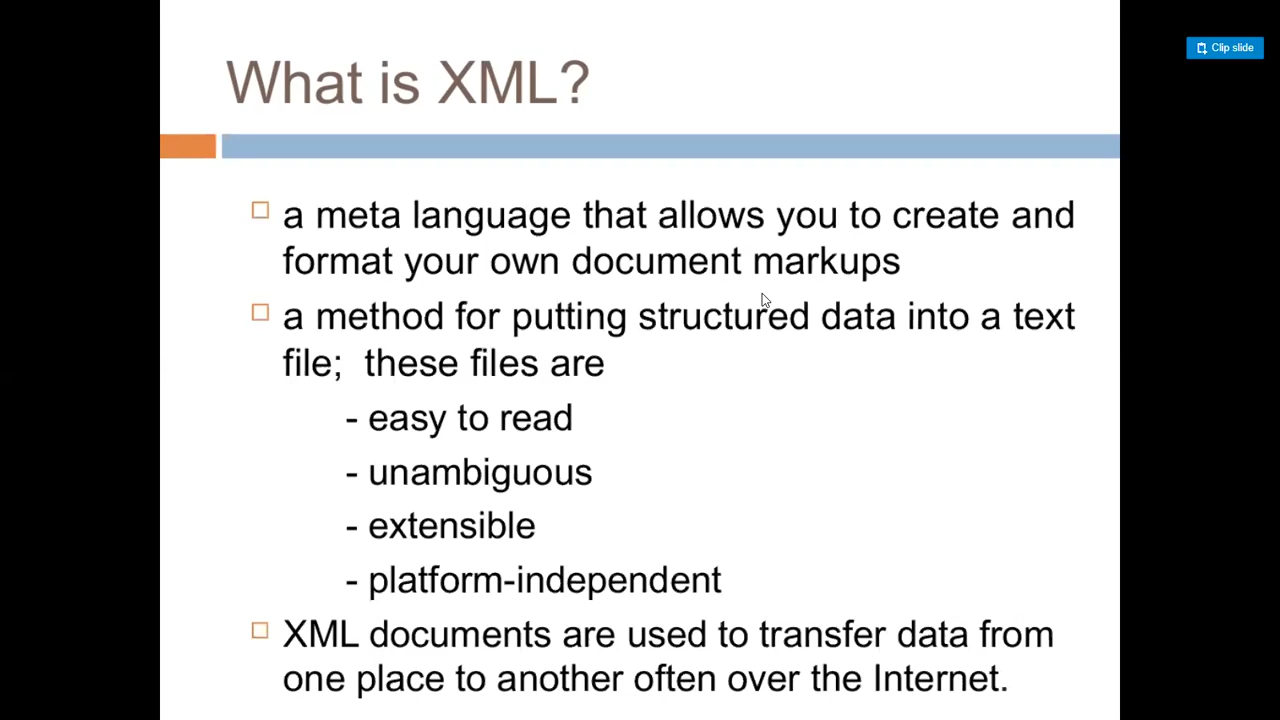 Clip slide
What is XML?
a meta language that allows you to create and
format your own document markups
a method for putting structured data into a text
file;  these files are
- easy to read
- unambiguous
- extensible
- platform-independent
XML documents are used to transfer data from
one place to another often over the Internet.